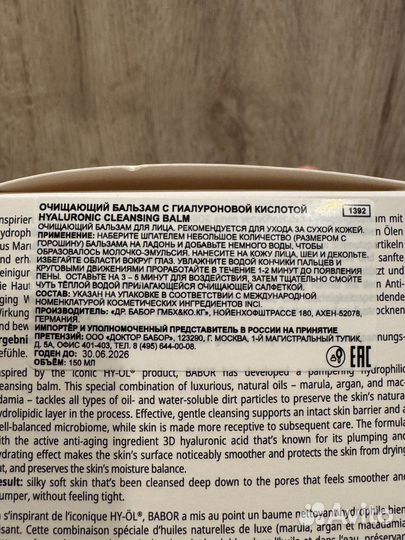 ОЧИЩАЮЩИЙ БАЛЬЗАМ С ГИАЛУРОНОВОЙ КИСЛОТОЙ
HYALURONIC CLEANSING BALM
1392
ОЧИЩАЮЩИЙ БАЛЬЗАМ ДЛЯ ЛИЦА. РЕКОМЕНДУЕТСЯ ДЛЯ УХОДА ЗА СУХОЙ КОЖЕЙ.
ПРИМЕНЕНИЕ: НАБЕРИТЕ ШПАТЕЛЕМ НЕБОЛЬШОЕ КОЛИЧЕСТВО (РАЗМЕРОМ С
ГОРОШИНУ) БАЛЬЗАМА НА ЛАДОНЬ И ДОБАВЬТЕ НЕМНОГО ВОДЫ, ЧТОБЫ
ОБРАЗОВАЛОСЬ МОЛОЧКО-ЭМУЛЬСИЯ. НАНЕСИТЕ НА КОЖУ ЛИЦА, ШЕИ И ДЕКОЛЬТЕ.
ИЗБЕГАЙТЕ ОБЛАСТИ ВОКРУГ ГЛАЗ. УВЛАЖНИТЕ ВОДОЙ КОНЧИКИ ПАЛЬЦЕВ И
КРУГОВЫМИ ДВИЖЕНИЯМИ ПРОРАБОТАЙТЕ В ТЕЧЕНИЕ 1-2 МИНУТ ДО ПОЯВЛЕНИЯ
ПЕНЫ. ОСТАВЬТЕ НА 3 – 5 МИНУТ ДЛЯ ВОЗДЕЙСТВИЯ, ЗАТЕМ ТЩАТЕЛЬНО СМОЙТЕ
ЧУТЬ ТЁПЛОЙ ВОДОЙ ПРИЛАГАЮЩЕЙСЯ ОЧИЩАЮЩЕЙ САЛФЕТКОЙ.
СОСТАВ: УКАЗАН НА УПАКОВКЕ В СООТВЕТСТВИИ С МЕЖДУНАРОДНОЙ
НОМЕНКЛАТУРОЙ КОСМЕТИЧЕСКИХ ИНГРЕДИЕНТОВ INCI.
ПРОИЗВОДИТЕЛЬ: «ДР. БАБОР ГМБХ&КО.КГ», НОЙЕНХОФШТРАССЕ 180, АХЕН-52078,
ГЕРМАНИЯ.
ИМПОРТЁР И УПОЛНОМОЧЕННЫЙ ПРЕДСТАВИТЕЛЬ В РОССИИ НА ПРИНЯТИЕ
ПРЕТЕНЗИЙ: ООО «ДОКТОР БАБОР», 123290, Г. МОСКВА, 1-Й МАГИСТРАЛЬНЫЙ ТУПИК,
Д. 5А, ОФИС 401/403, ТЕЛ. 8 (495) 644-00-08.
ГОДЕН ДО: 30.06.2026
ОБЪЁМ: 150 МЛ
EAC
inspired by the iconic HY-ÖL®, BABOR has developed a pampering hydrophilic
cleansing balm. This special combination of luxurious, natural oils – marula, argan, and mac-
adamia – tackles all types of oil- and water-soluble dirt particles to preserve the skin's natural
hydrolipidic layer in the process. Effective, gentle cleansing supports an intact skin barrier and a
well-balanced microbiome, while skin is made more receptive to subsequent care. The formula
with the active anti-ageing ingredient 3D hyaluronic acid that's known for its plumping and
hydrating effect makes the skin's surface noticeably smoother and protects the skin from drying
out, and preserves the skin's moisture balance.
Result: silky soft skin that's been cleansed deep down to the pores that feels smoother and
plumper, without feeling tight.
En s'inspirant de l'iconique HY-ÖL®, BABOR a mis au point un baume nettoyant hydrophile bien
Cette combinaison spéciale d'huiles naturelles de luxe (marula, argan et macadamia
Avito